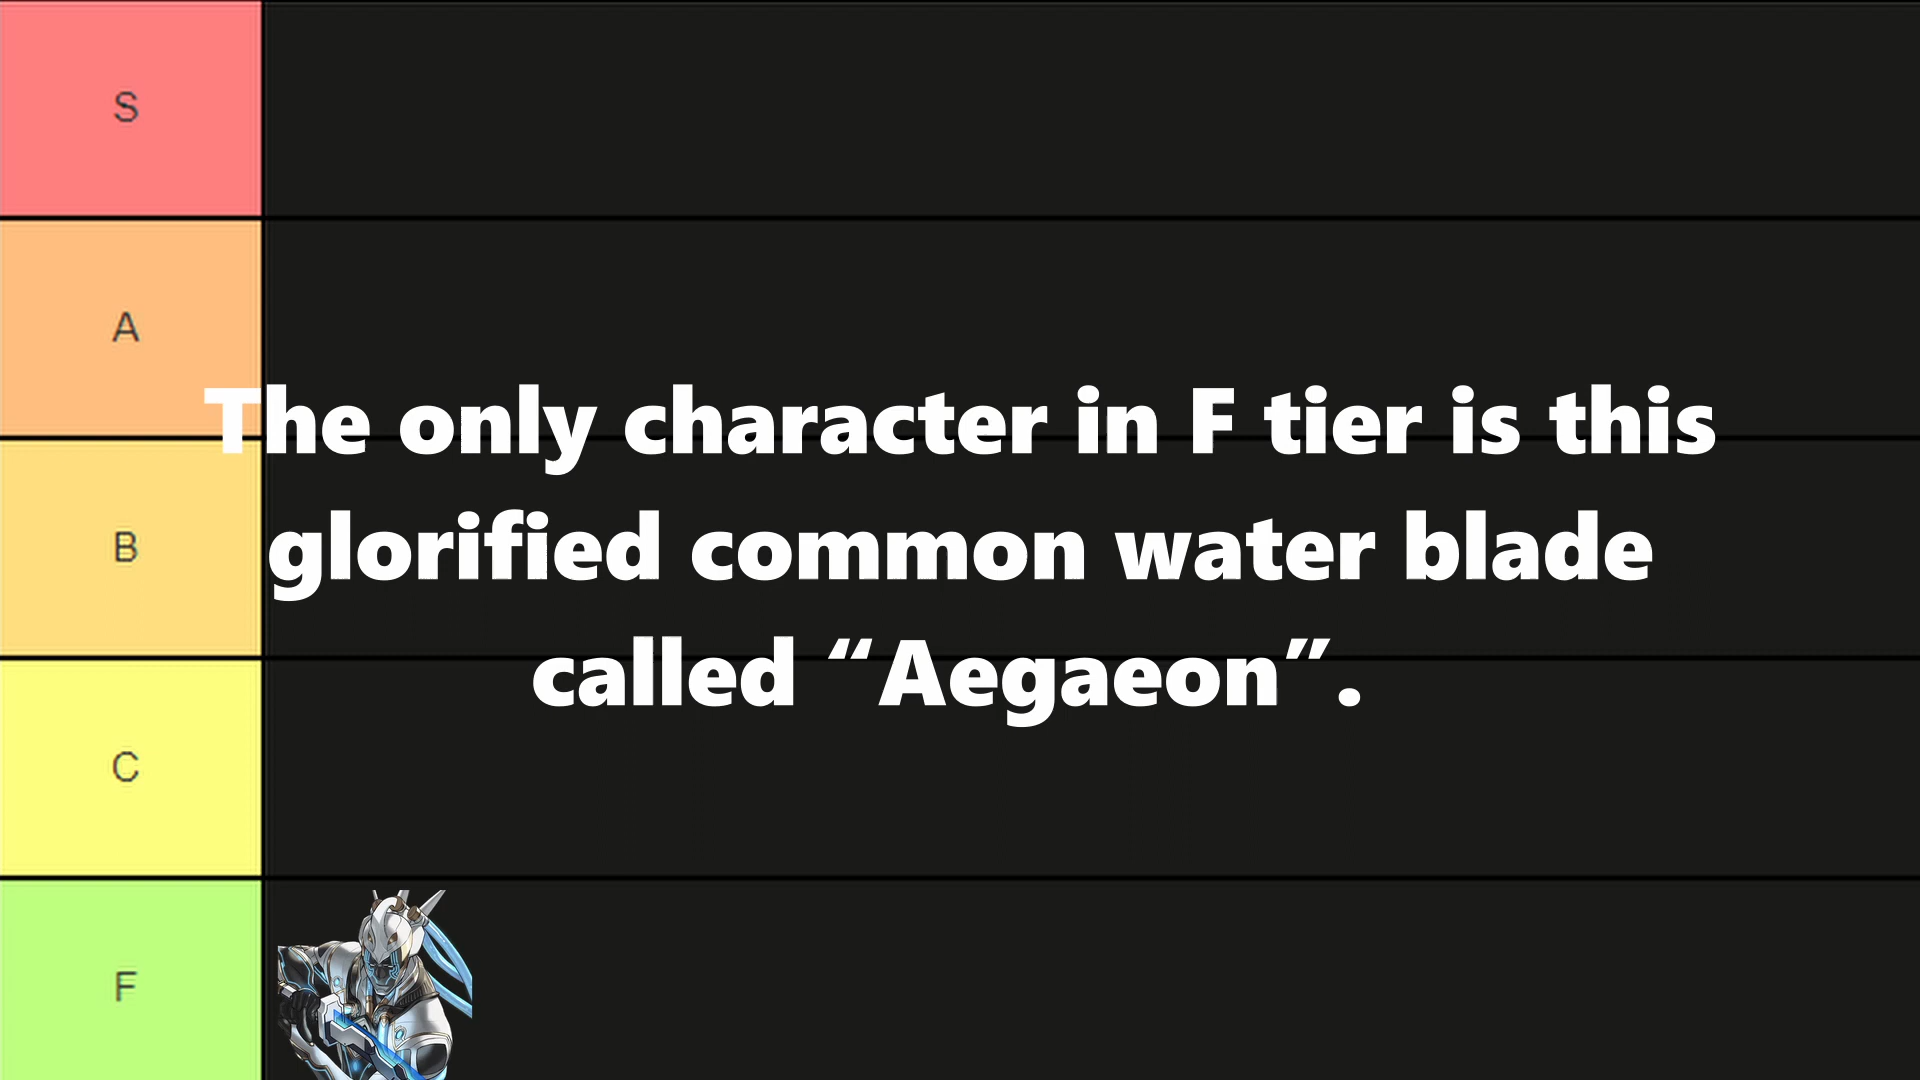 S
A
The only character in F tier is this
B
glorified common water blade
called “Aegaeon”.
C
F